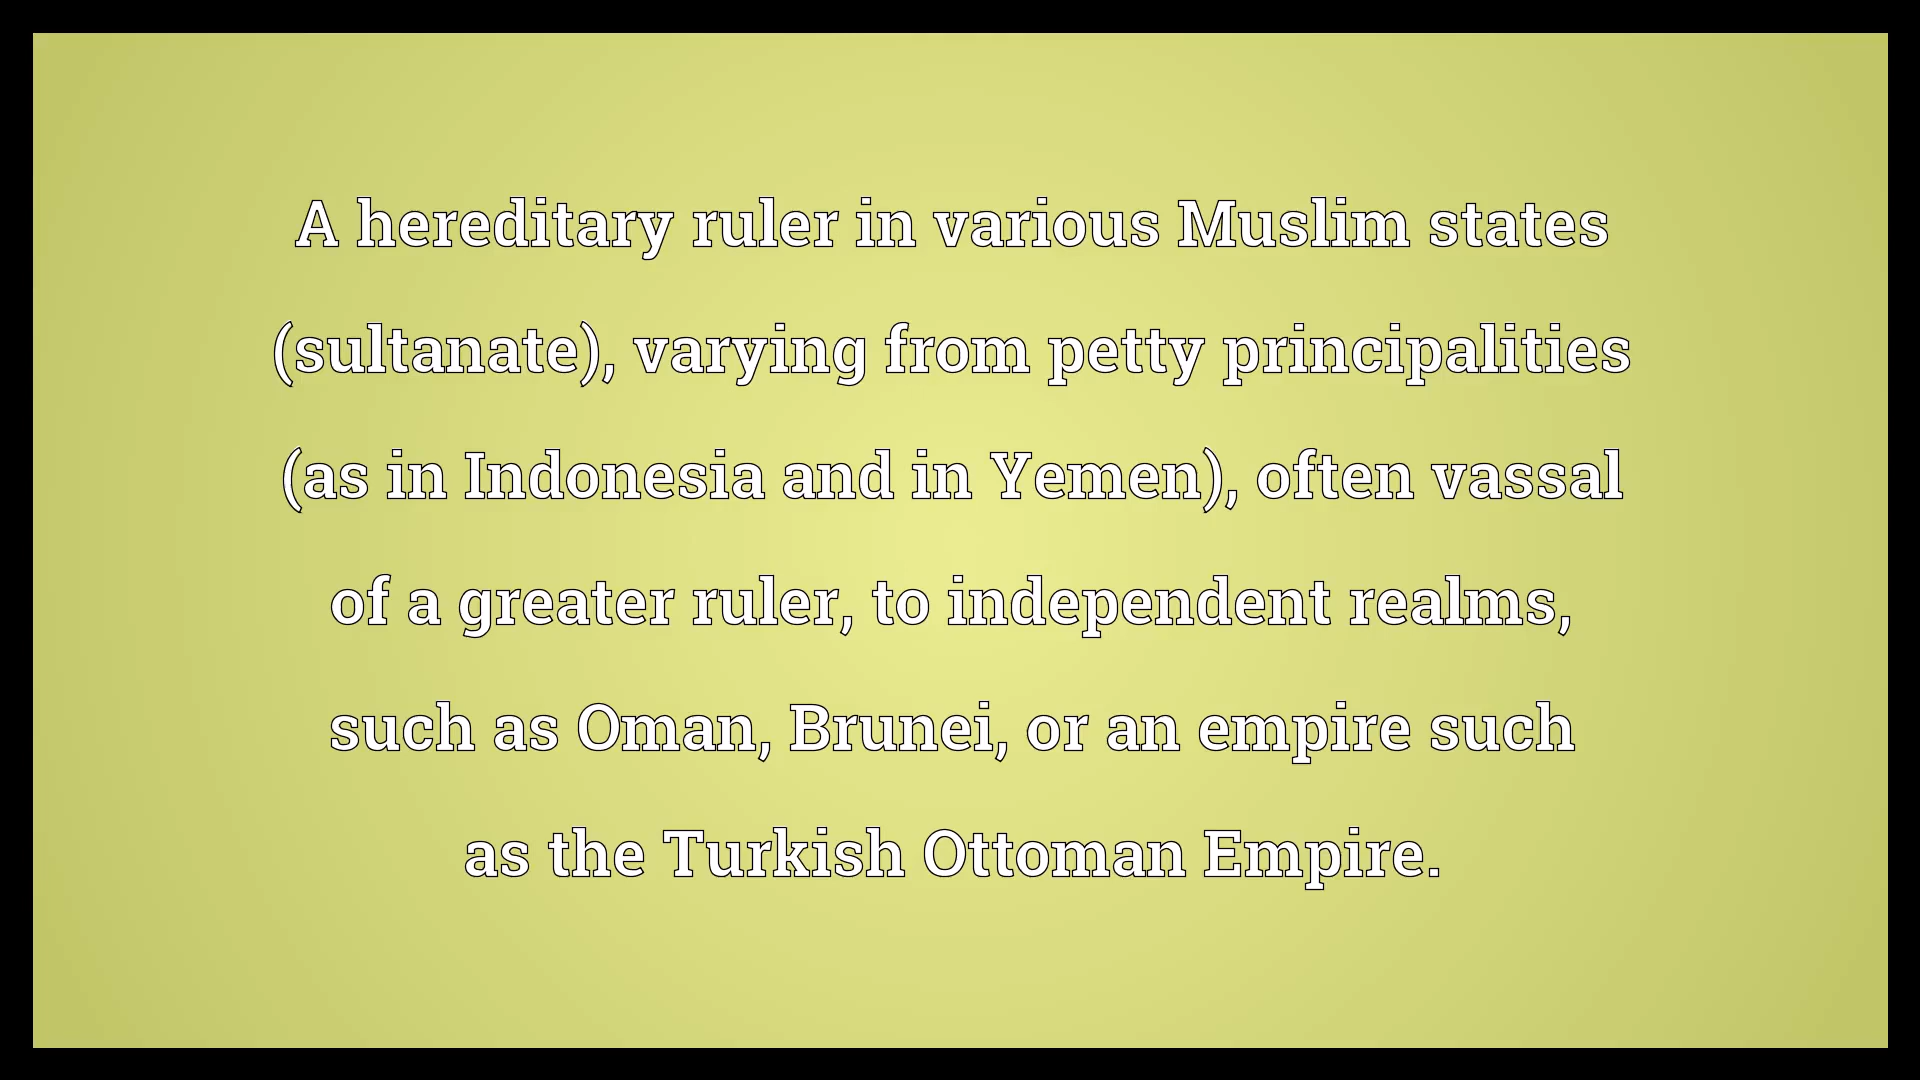 A hereditary ruler in various Muslim states
(sultanate), varying from petty principalities
(as in Indonesia and in Yemen), often vassal
of a greater ruler, to independent realms,
such as Oman, Brunei, or an empire such
as the Turkish Ottoman Empire.